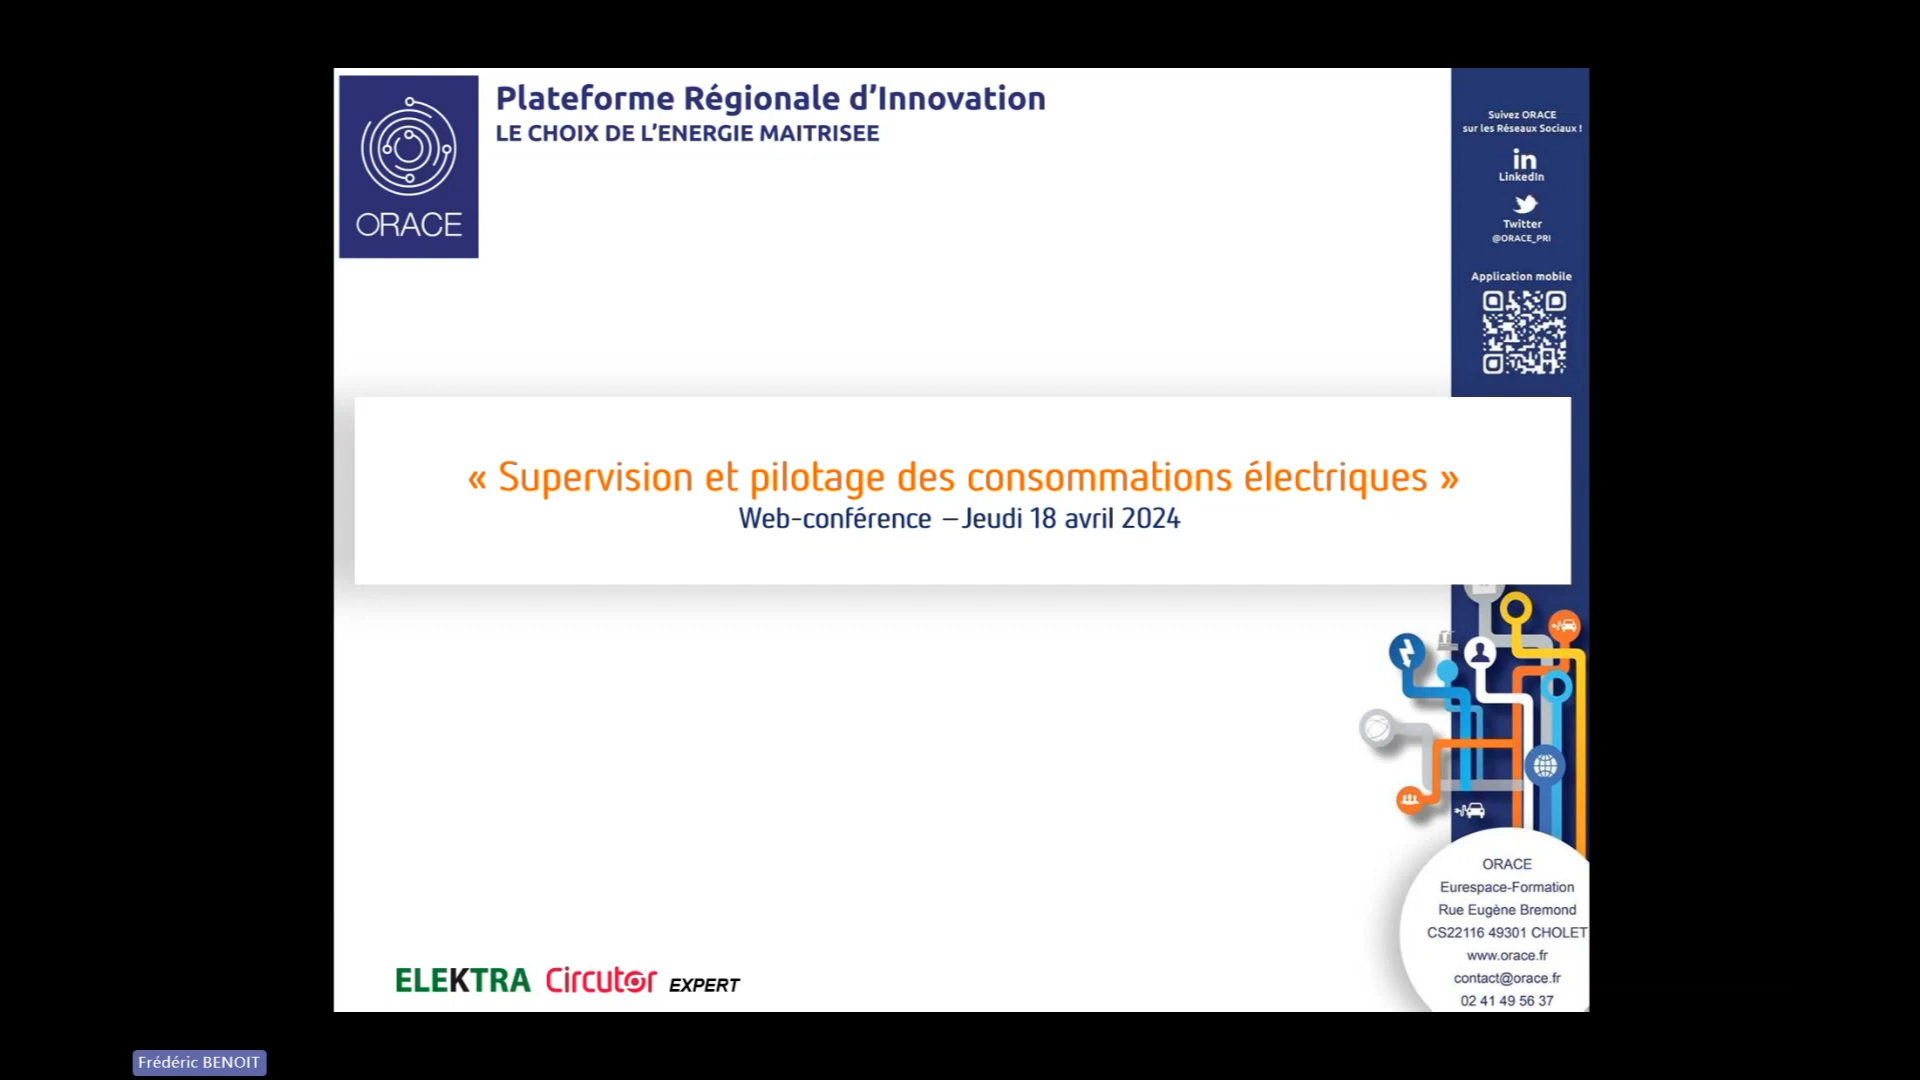 Plateforme Régionale d'Innovation
LE CHOIX DE L'ENERGIE MAITRISEE
ORACE
Suivez ORACE
sur les Réseaux Sociaux !
in
LinkedIn
Twitter
@ORACE_PRI
Application mobile
« Supervision et pilotage des consommations électriques »
Web-conférence – Jeudi 18 avril 2024
ORACE
Eurespace-Formation
Rue Eugène Bremond
CS22116 49301 CHOLET
www.orace.fr
contact@orace.fr
02 41 49 56 37
ELEKTRA Circutor EXPERT
Frédéric BENOIT